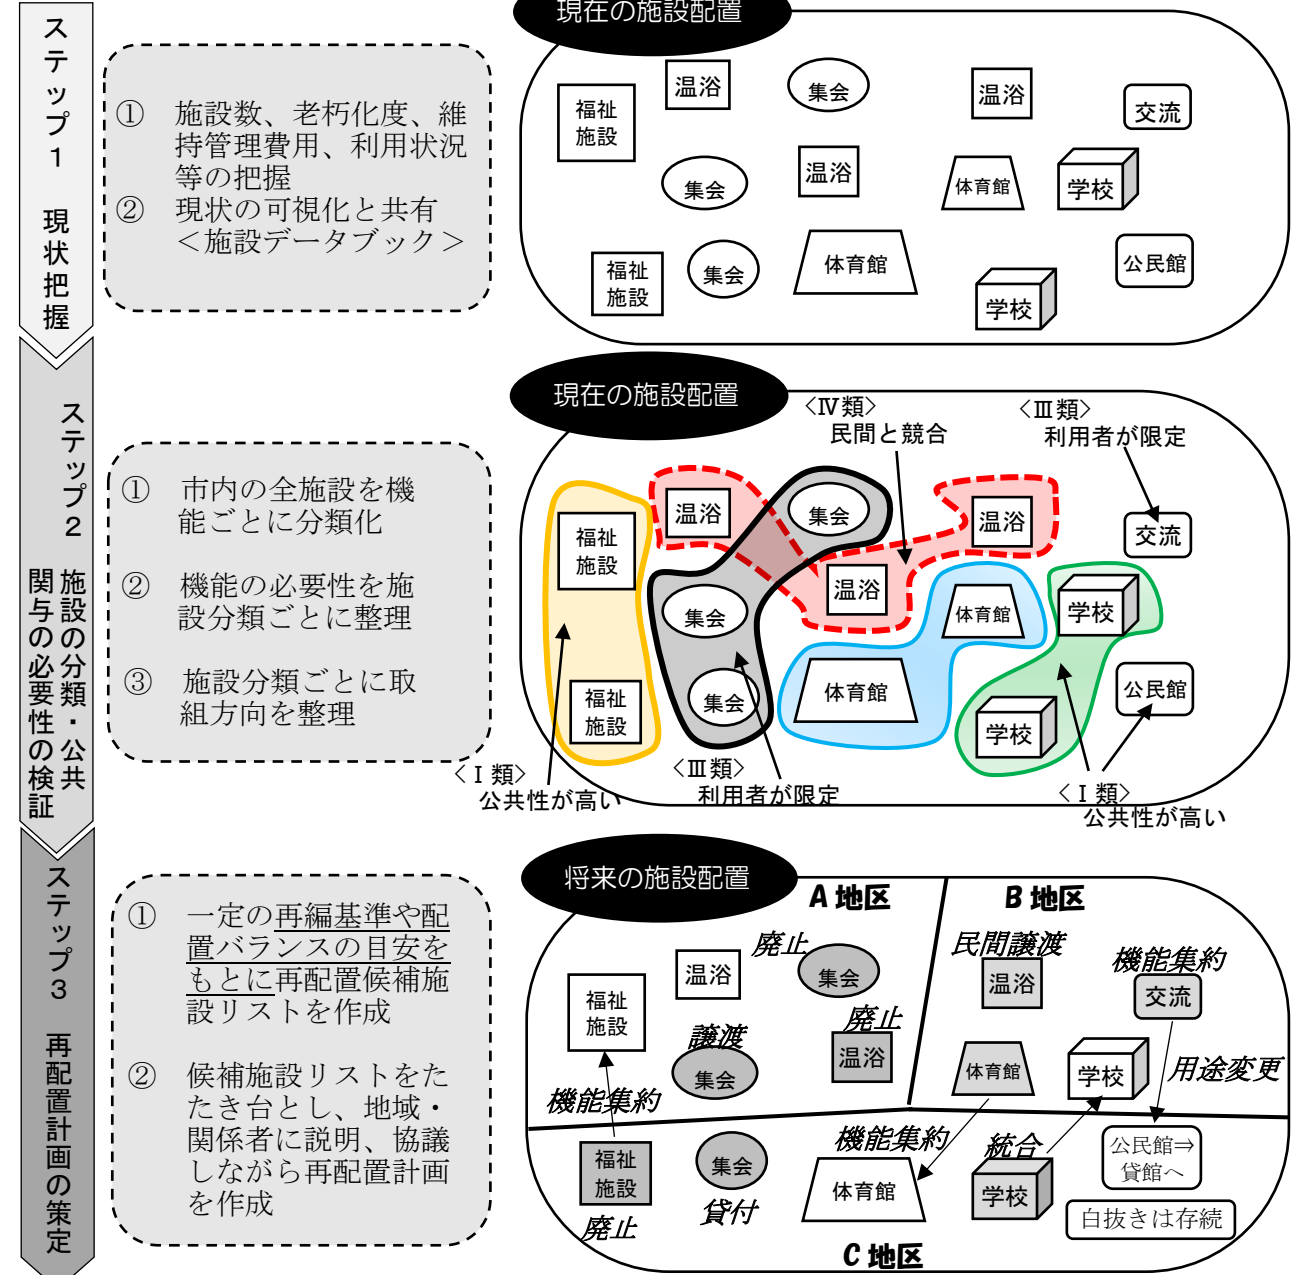 ステップ1 現状把握
① 施設数、老朽化度、維
持管理費用、利用状況
等の把握
② 現状の可視化と共有
＜施設データブック＞
現在の施設配置
福祉
施設
温浴
集会
温浴
交流
集会
温浴
体育館
学校
福祉
施設
集会
体育館
学校
公民館
ステップ2 施設の分類・公共
関与の必要性の検証
① 市内の全施設を機
能ごとに分類化
② 機能の必要性を施
設分類ごとに整理
③ 施設分類ごとに取
組方向を整理
現在の施設配置
〈Ⅳ類〉
民間と競合
〈Ⅲ類〉
利用者が限定
福祉
施設
温浴
集会
温浴
交流
集会
温浴
体育館
学校
福祉
施設
集会
体育館
学校
公民館
〈Ⅰ類〉
公共性が高い
〈Ⅲ類〉
利用者が限定
〈Ⅰ類〉
公共性が高い
ステップ3 再配置計画の策定
① 一定の再編基準や配
置バランスの目安を
もとに再配置候補施
設リストを作成
② 候補施設リストをた
たき台とし、地域・
関係者に説明、協議
しながら再配置計画
を作成
将来の施設配置
A 地区
B 地区
福祉
施設
温浴
廃止
集会
民間譲渡
温浴
機能集約
交流
譲渡
集会
廃止
温浴
体育館
学校
用途変更
機能集約
機能集約
統合
福祉
施設
廃止
集会
貸付
体育館
学校
公民館⇒
貸館へ
白抜きは存続
C 地区